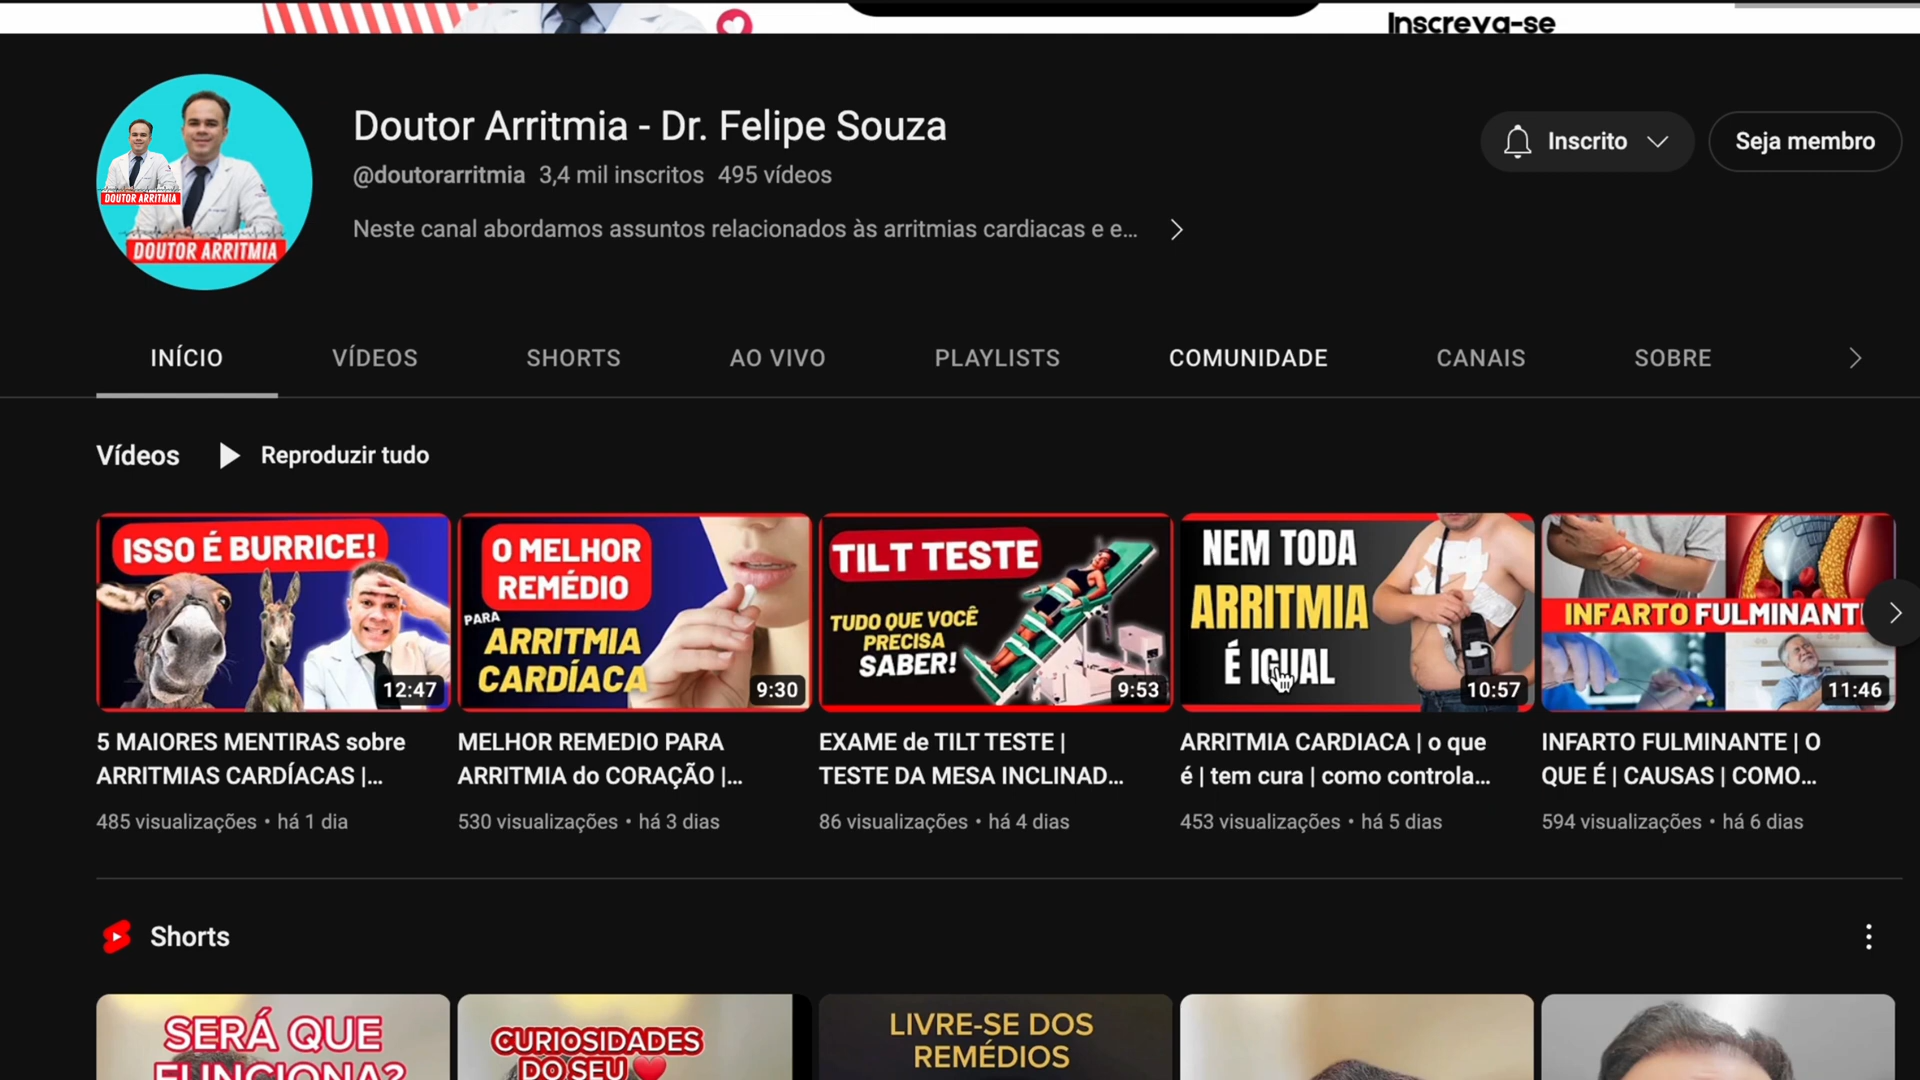 Inscreva-se
Doutor Arritmia - Dr. Felipe Souza
@doutorarritmia 3,4 mil inscritos 495 vídeos
Neste canal abordamos assuntos relacionados às arritmias cardiacas e e...
Inscrito
Seja membro
DOUTOR ARRITMIA
DOUTOR ARRITMIA
INÍCIO VÍDEOS SHORTS AO VIVO PLAYLISTS COMUNIDADE CANAIS SOBRE
Vídeos Reproduzir tudo
ISSO É BURRICE!
12:47
O MELHOR
REMÉDIO
PARA
ARRITMIA
CARDÍACA
9:30
TILT TESTE
TUDO QUE VOCÊ
PRECISA
SABER!
9:53
NEM TODA
ARRITMIA
É IGUAL
10:57
INFARTO FULMINANT
11:46
5 MAIORES MENTIRAS sobre
ARRITMIAS CARDÍACAS |...
485 visualizações • há 1 dia
MELHOR REMEDIO PARA
ARRITMIA do CORAÇÃO |...
530 visualizações • há 3 dias
EXAME de TILT TESTE |
TESTE DA MESA INCLINAD...
86 visualizações • há 4 dias
ARRITMIA CARDIACA | o que
é | tem cura | como controla...
453 visualizações • há 5 dias
INFARTO FULMINANTE | O
QUE É | CAUSAS | COMO...
594 visualizações • há 6 dias
Shorts
SERÁ QUE
FUNCIONA?
CURIOSIDADES
DO SEU
LIVRE-SE DOS
REMÉDIOS